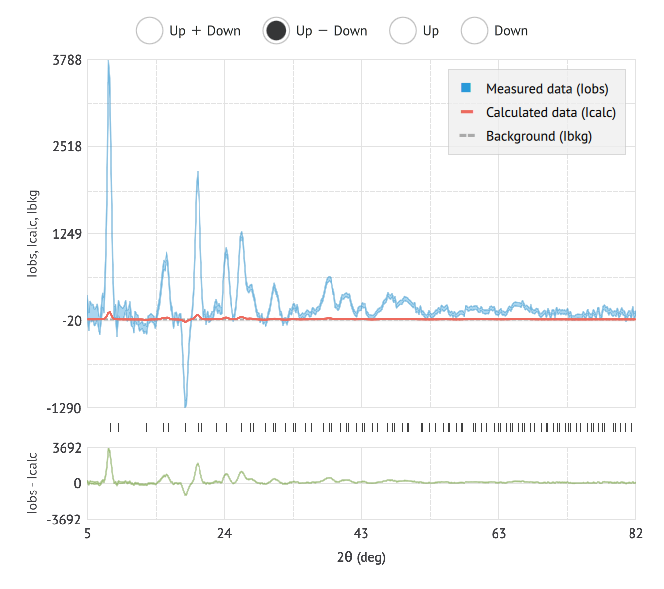 Up + Down
Up − Down
Up
Down
3788
2518
1249
-20
-1290
Iobs, Icalc, Ibkg
Measured data (Iobs)
Calculated data (Icalc)
Background (Ibkg)
3692
0
-3692
Iobs - Icalc
5
24
43
63
82
2θ (deg)